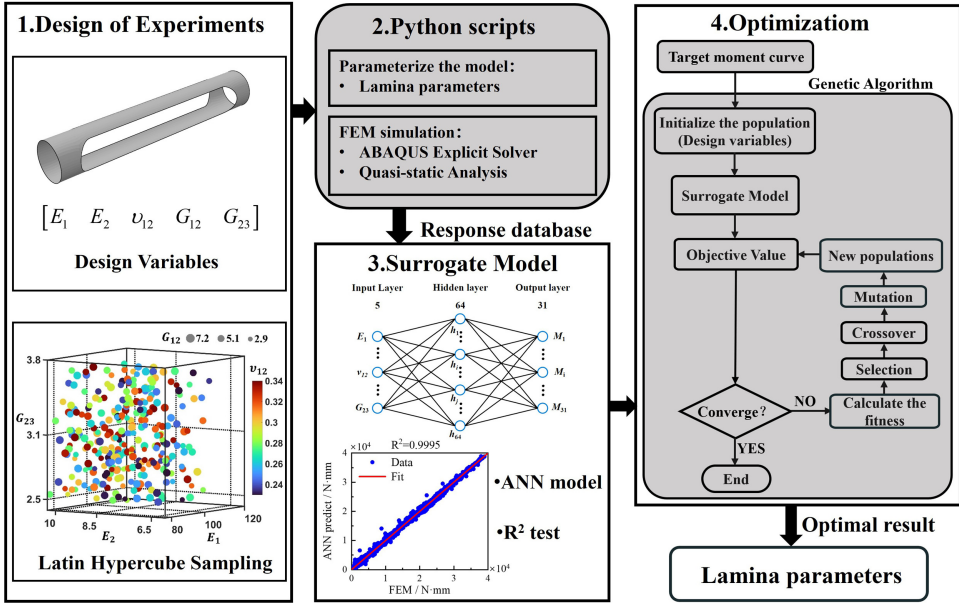 1.Design of Experiments
[E₁ E₂ υ₁₂ G₁₂ G₂₃]
Design Variables
G₁₂ 7.2 5.1 2.9
υ₁₂
0.34
0.32
0.30
0.28
0.26
0.24
3.8
G₂₃
3.1
2.5
10
8.5
6.5
80
100
120
E₂
E₁
Latin Hypercube Sampling
2.Python scripts
Parameterize the model:
• Lamina parameters
FEM simulation:
• ABAQUS Explicit Solver
• Quasi-static Analysis
Response database
3.Surrogate Model
Input Layer Hidden layer Output layer
5 64 31
E₁
v₁₂
G₂₃
h₁
hᵢ
hⱼ
h₆₄
M₁
Mᵢ
M₃₁
×10⁴ R²=0.9995
Data
Fit
ANN predict / N·mm
4
3
2
1
0
0 1 2 3 4
×10⁴
FEM / N·mm
•ANN model
•R² test
4.Optimizatiom
Target moment curve
Genetic Algorithm
Initialize the population
(Design variables)
Surrogate Model
Objective Value
New populations
Mutation
Crossover
Selection
Calculate the
fitness
Converge?
NO
YES
End
Optimal result
Lamina parameters